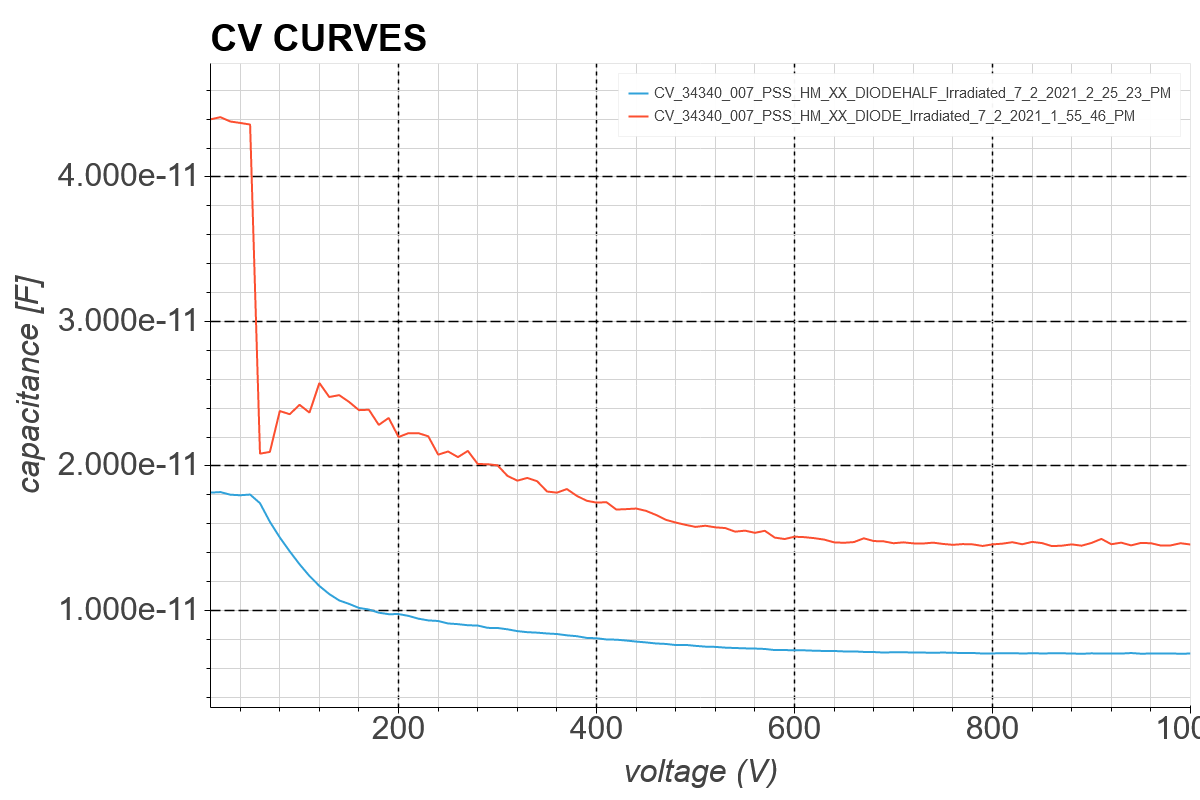 CV CURVES
CV_34340_007_PSS_HM_XX_DIODEHALF_Irradiated_7_2_2021_2_25_23_PM
CV_34340_007_PSS_HM_XX_DIODE_Irradiated_7_2_2021_1_55_46_PM
4.000e-11
3.000e-11
2.000e-11
1.000e-11
capacitance [F]
200 400 600 800 100
voltage (V)